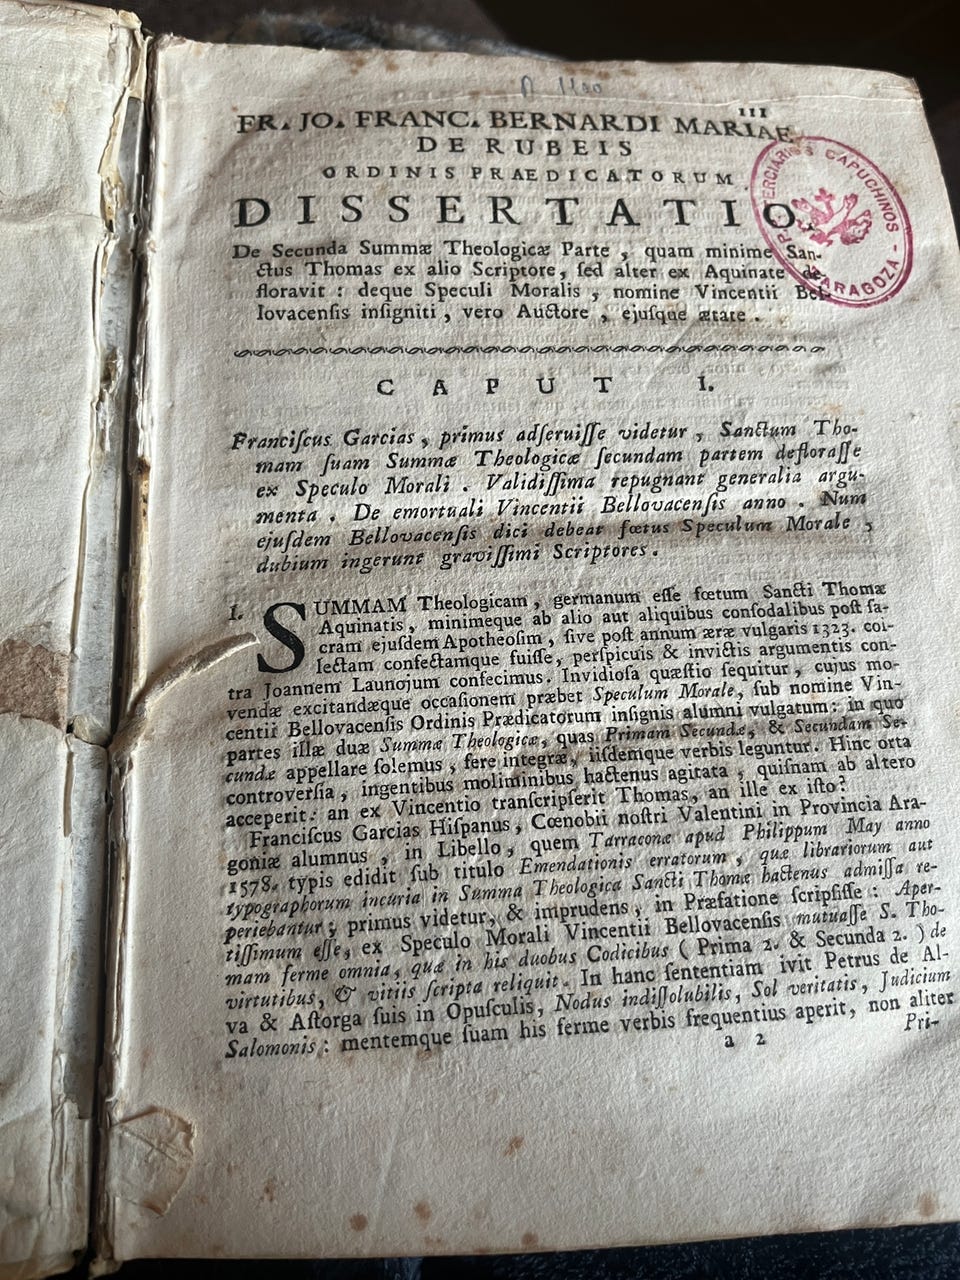 III
FR. JO. FRANC. BERNARDI MARIAE
DE RUBEIS
ORDINIS PRAEDICATORUM
DISSERTATIO.
De Secunda Summæ Theologicæ Parte, quam minime San-
ctus Thomas ex alio Scriptore, ſed alter ex Aquinate de-
floravit: deque Speculi Moralis, nomine Vincentii Bel-
lovacenſis inſigniti, vero Auctore, ejuſque ætate.
TERCIARIOS CAPUCHINOS - ZARAGOZA -
CAPUT I.
Franciſcus Garcias, primus adſeruiſſe videtur, Sanctum Tho-
mam ſuam Summæ Theologicæ ſecundam partem defloraſſe
ex Speculo Morali. Validiſſima repugnant generalia argu-
menta. De emortuali Vincentii Bellovacenſis anno. Num
ejuſdem Bellovacenſis dici debeat fœtus Speculum Morale,
dubium ingerunt graviſſimi Scriptores.
I. SUMMAM Theologicam, germanum eſſe fœtum Sancti Thomæ
Aquinatis, minimeque ab alio aut aliquibus conſodalibus poſt ſa-
cram ejuſdem Apotheoſim, ſive poſt annum æræ vulgaris 1323. col-
lectam confectamque fuiſſe, perſpicuis & invictis argumentis con-
tra Joannem Launojum confecimus. Invidioſa quæſtio ſequitur, cujus mo-
vendæ excitandæque occaſionem præbet Speculum Morale, ſub nomine Vin-
centii Bellovacenſis Ordinis Prædicatorum inſignis alumni vulgatum: in quo
partes illæ duæ Summæ Theologicæ, quas Primam Secundæ, & Secundam Se-
cundæ appellare ſolemus, fere integræ, iiſdemque verbis leguntur. Hinc orta
controverſia, ingentibus moliminibus hactenus agitata, quiſnam ab altero
acceperit: an ex Vincentio tranſcripſerit Thomas, an ille ex iſto?
Franciſcus Garcias Hiſpanus, Cœnobii noſtri Valentini in Provincia Ara-
goniæ alumnus, in Libello, quem Tarraconæ apud Philippum May anno
1578. typis edidit ſub titulo Emendationis erratorum, quæ librariorum aut
typographorum incuria in Summa Theologica Sancti Thomæ hactenus admiſſa re-
periebantur; primus videtur, & imprudens, in Præfatione ſcripſiſſe: Aper-
tiſſimum eſſe, ex Speculo Morali Vincentii Bellovacenſis mutuaſſe S. Tho-
mam ferme omnia, quæ in his duobus Codicibus ( Prima 2. & Secunda 2. ) de
virtutibus, & vitiis ſcripta reliquit. In hanc ſententiam ivit Petrus de Al-
va & Aſtorga ſuis in Opuſculis, Nodus indiſſolubilis, Sol veritatis, Judicium
Salomonis: mentemque ſuam his ferme verbis frequentius aperit, non aliter
a 2 Pri-